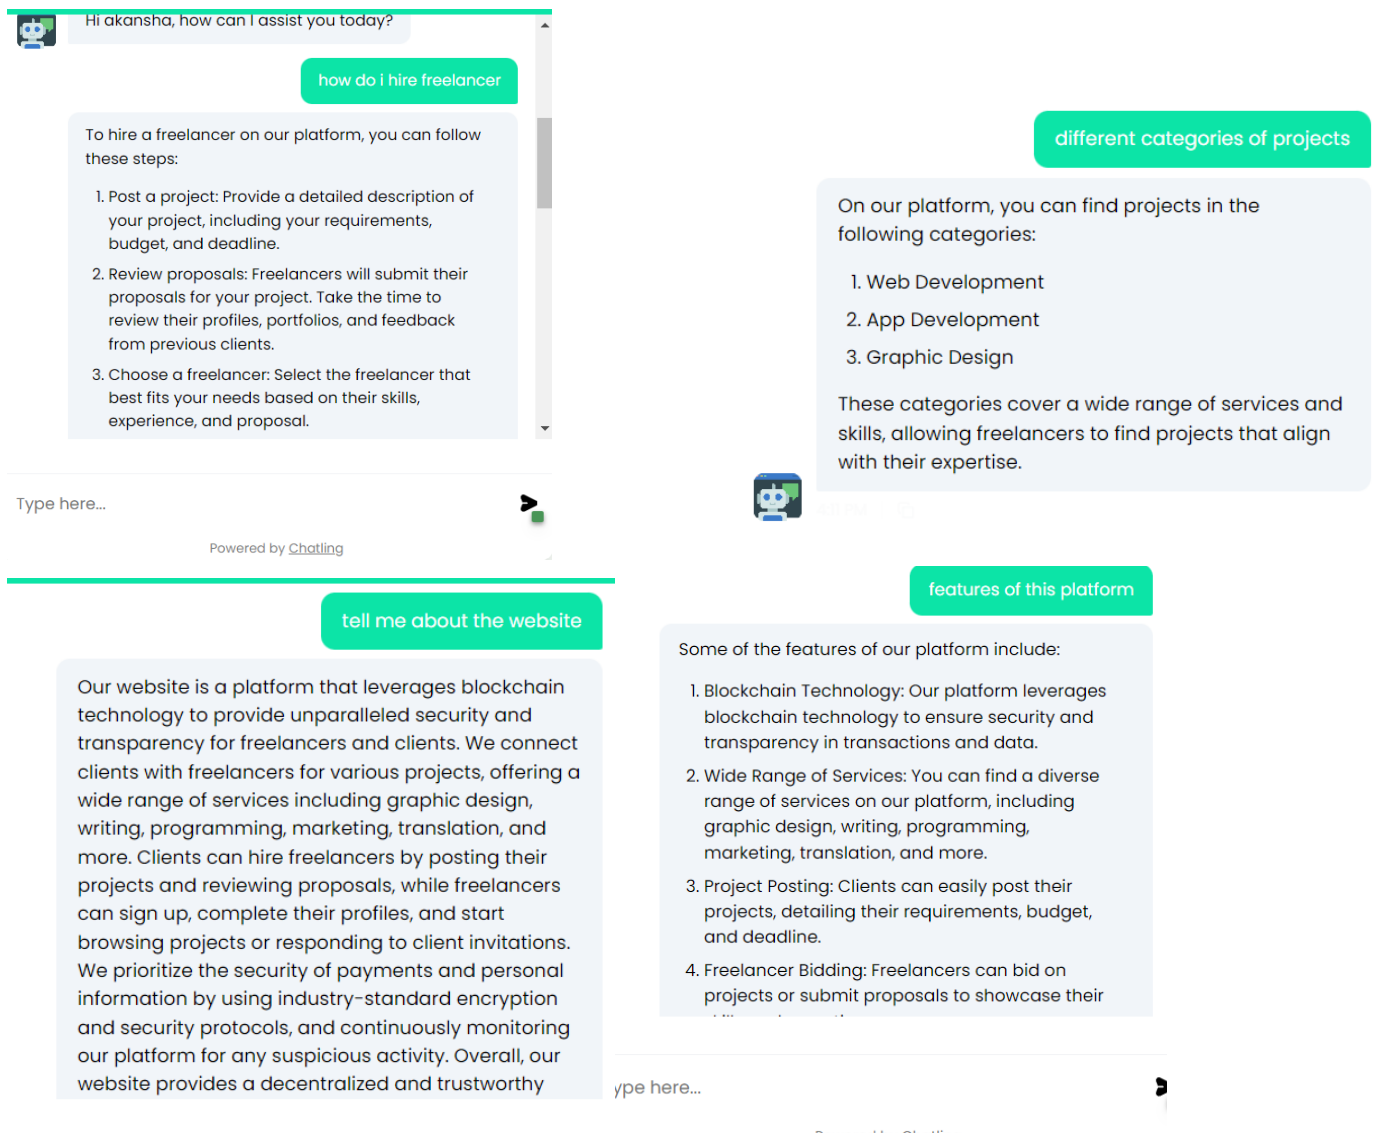 Hi akansha, how can I assist you today?
how do i hire freelancer
To hire a freelancer on our platform, you can follow
these steps:
1. Post a project: Provide a detailed description of
your project, including your requirements,
budget, and deadline.
2. Review proposals: Freelancers will submit their
proposals for your project. Take the time to
review their profiles, portfolios, and feedback
from previous clients.
3. Choose a freelancer: Select the freelancer that
best fits your needs based on their skills,
experience, and proposal.
Type here...
Powered by Chatling
different categories of projects
On our platform, you can find projects in the
following categories:
1. Web Development
2. App Development
3. Graphic Design
These categories cover a wide range of services and
skills, allowing freelancers to find projects that align
with their expertise.
tell me about the website
Our website is a platform that leverages blockchain
technology to provide unparalleled security and
transparency for freelancers and clients. We connect
clients with freelancers for various projects, offering a
wide range of services including graphic design,
writing, programming, marketing, translation, and
more. Clients can hire freelancers by posting their
projects and reviewing proposals, while freelancers
can sign up, complete their profiles, and start
browsing projects or responding to client invitations.
We prioritize the security of payments and personal
information by using industry-standard encryption
and security protocols, and continuously monitoring
our platform for any suspicious activity. Overall, our
website provides a decentralized and trustworthy
features of this platform
Some of the features of our platform include:
1. Blockchain Technology: Our platform leverages
blockchain technology to ensure security and
transparency in transactions and data.
2. Wide Range of Services: You can find a diverse
range of services on our platform, including
graphic design, writing, programming,
marketing, translation, and more.
3. Project Posting: Clients can easily post their
projects, detailing their requirements, budget,
and deadline.
4. Freelancer Bidding: Freelancers can bid on
projects or submit proposals to showcase their
ype here...